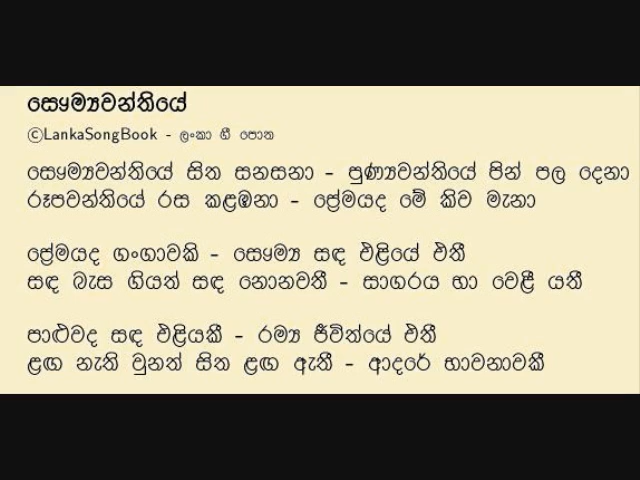 සෞම්‍යවන්තියේ
©LankaSongBook - ලංකා ගී පොත
සෞම්‍යවන්තියේ සිත සනසනා - පුණ්‍යවන්තියේ පින් පල දෙනා
රූපවන්තියේ රස කළඹනා - ප්‍රේමයද මේ කිව මැනා
ප්‍රේමයද ගංගාවකි - සෞම්‍ය සඳ එළියේ එතී
සඳ බැස ගියත් සඳ නොනවතී - සාගරය හා වෙළී යතී
පාළුවද සඳ එළියකී - රම්‍ය ජීවිත්යේ එතී
ළඟ නැති වුනත් සිත ළඟ ඇතී - ආදරේ භාවනාවකී